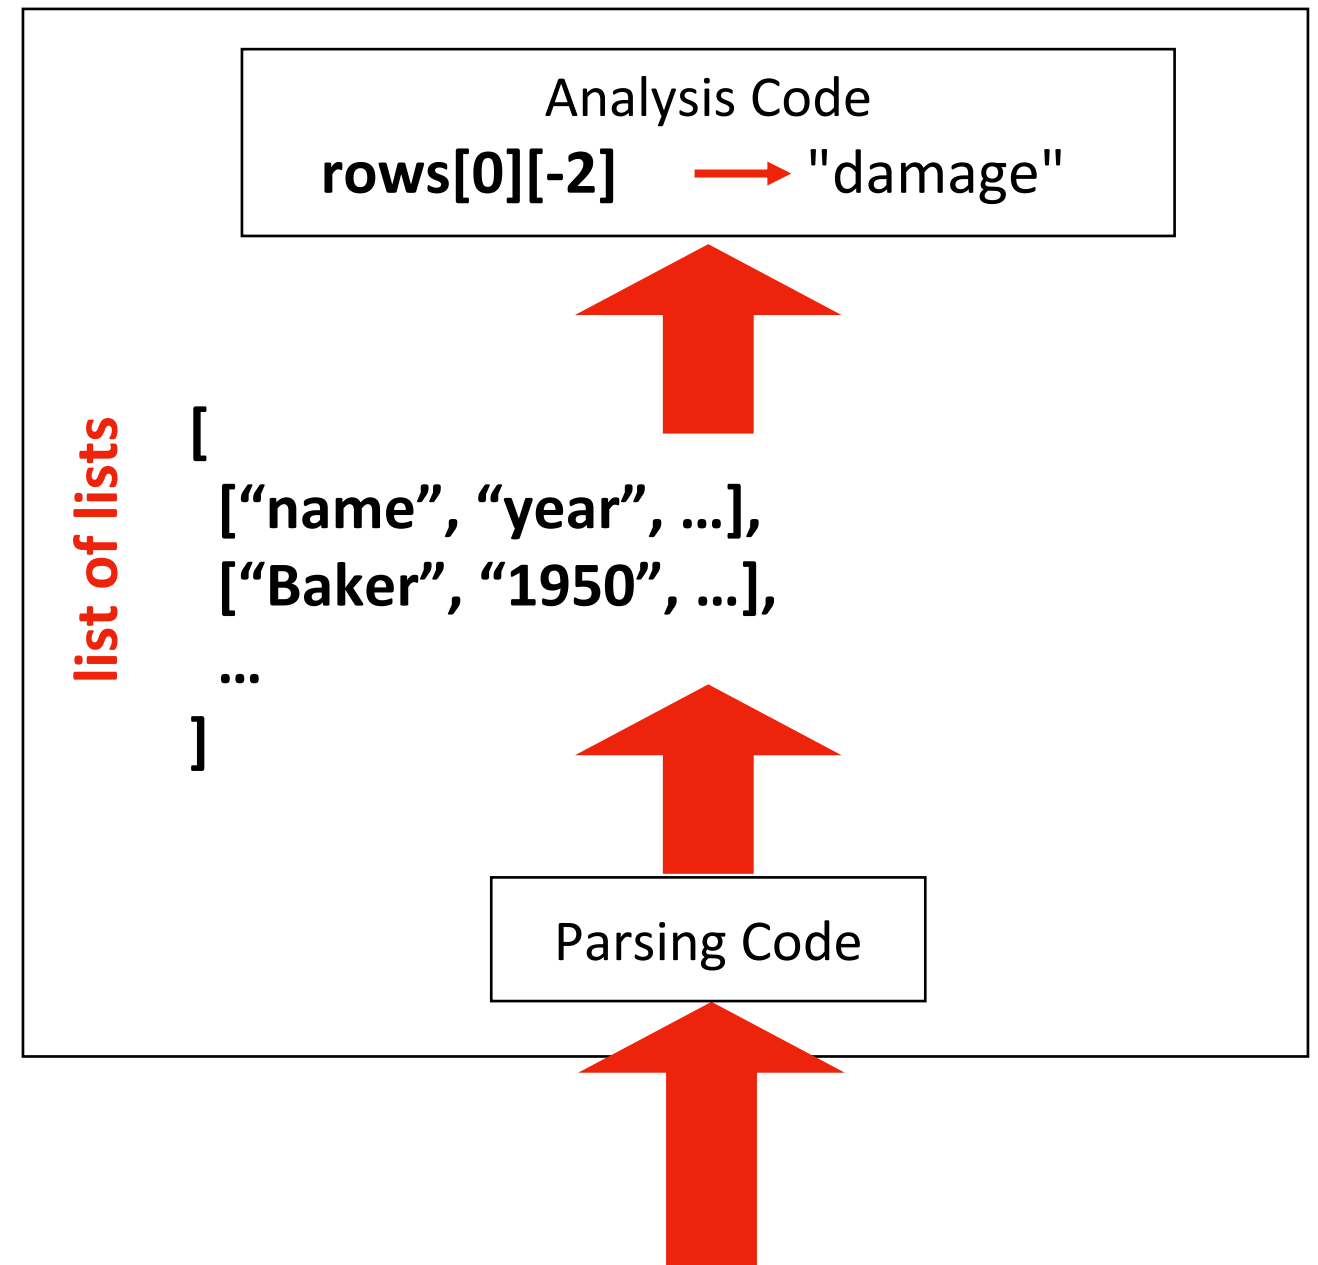 Analysis Code
rows[0][-2] "damage"
list of lists
[
[“name”, “year”, …],
[“Baker”, “1950”, …],
…
]
Parsing Code